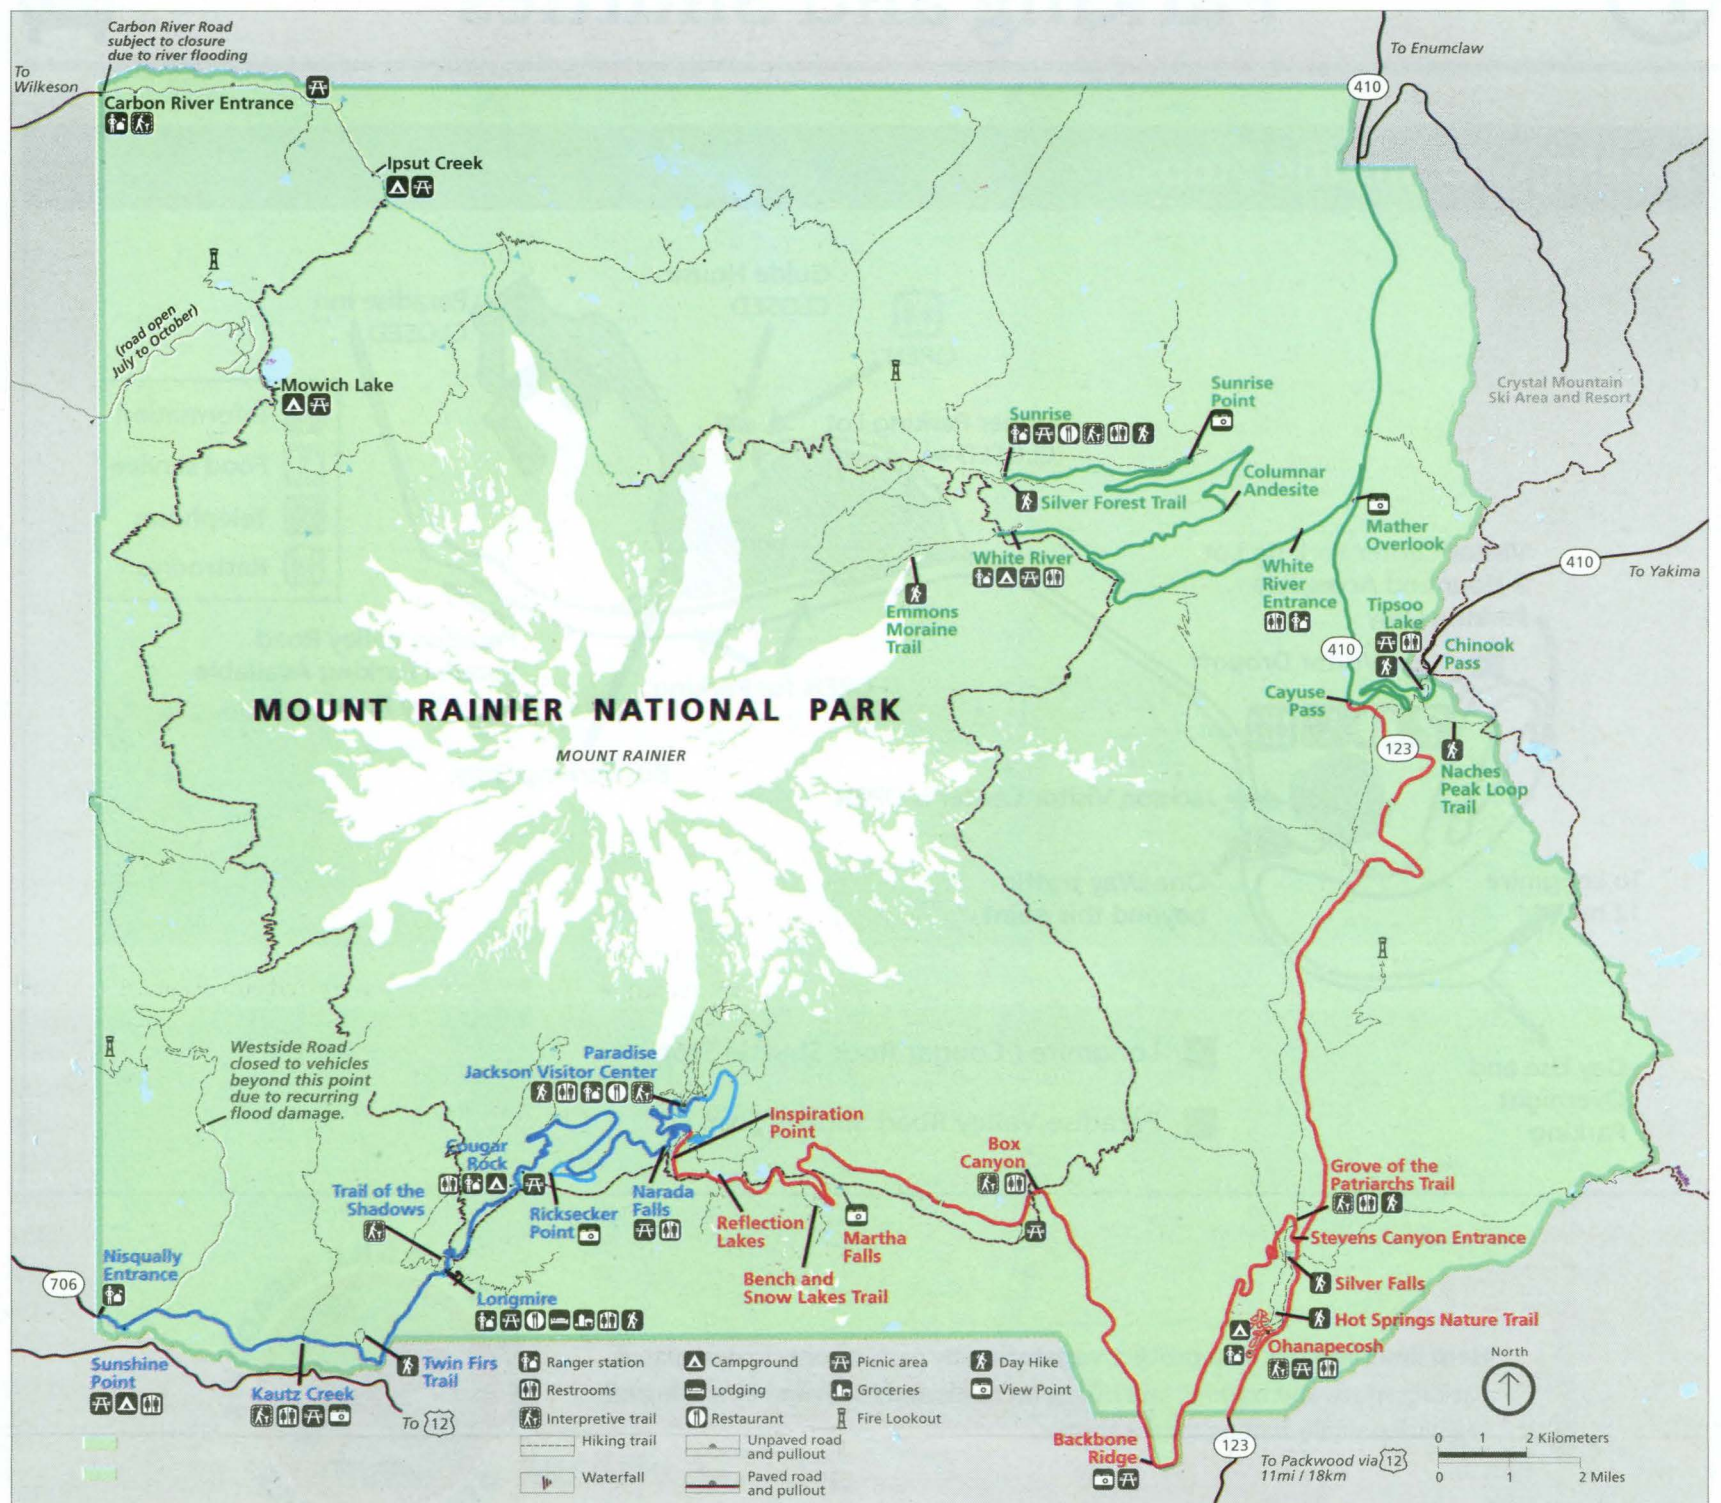 Carbon River Road
subject to closure
due to river flooding
To
Wilkeson
Carbon River Entrance
Ipsut Creek
(road open
July to October)
Mowich Lake
410
To Enumclaw
Crystal Mountain
Ski Area and Resort
Sunrise
Point
Sunrise
Columnar
Andesite
Silver Forest Trail
Mather
Overlook
White River
White
River
Entrance
410
To Yakima
Emmons
Moraine
Trail
Tipsoo
Lake
410
Chinook
Pass
Cayuse
Pass
MOUNT RAINIER NATIONAL PARK
MOUNT RAINIER
123
Naches
Peak Loop
Trail
Westside Road
closed to vehicles
beyond this point
due to recurring
flood damage.
Paradise
Jackson Visitor Center
Inspiration
Point
Cougar
Rock
Box
Canyon
Grove of the
Patriarchs Trail
Trail of the
Shadows
Ricksecker
Point
Narada
Falls
Reflection
Lakes
Martha
Falls
Stevens Canyon Entrance
Nisqually
Entrance
706
Bench and
Snow Lakes Trail
Silver Falls
Longmire
Hot Springs Nature Trail
Ohanapecosh
Sunshine
Point
Kautz Creek
Twin Firs
Trail
To 12
Ranger station
Campground
Picnic area
Day Hike
Restrooms
Lodging
Groceries
View Point
Interpretive trail
Restaurant
Fire Lookout
Hiking trail
Unpaved road
and pullout
Waterfall
Paved road
and pullout
Backbone
Ridge
123
To Packwood via 12
11mi / 18km
North
0 1 2 Kilometers
0 1 2 Miles